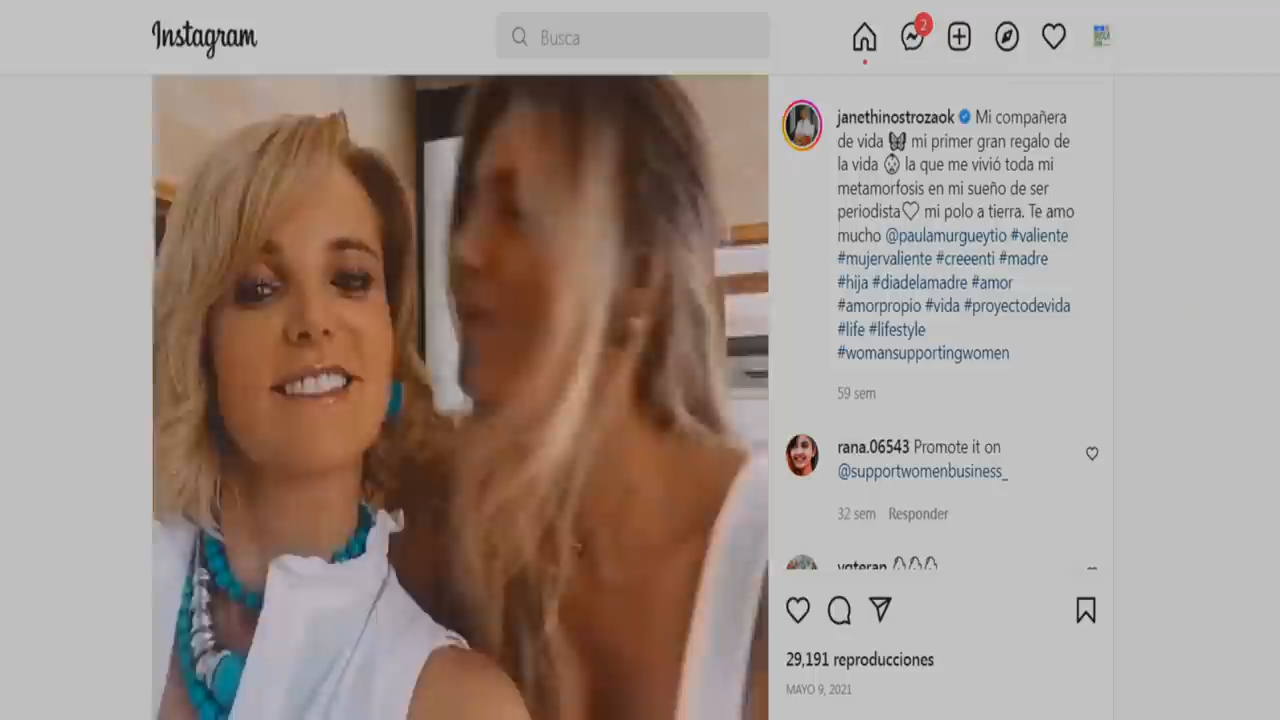 Instagram
Busca
2
janethinostrozaok Mi compañera
de vida 🦋 mi primer gran regalo de
la vida 👶 la que me vivió toda mi
metamorfosis en mi sueño de ser
periodista♡ mi polo a tierra. Te amo
mucho @paulamurgueytio #valiente
#mujervaliente #creeenti #madre
#hija #diadelamadre #amor
#amorpropio #vida #proyectodevida
#life #lifestyle
#womansupportingwomen
59 sem
rana.06543 Promote it on
@supportwomenbusiness_
32 sem Responder
29,191 reproducciones
MAYO 9, 2021